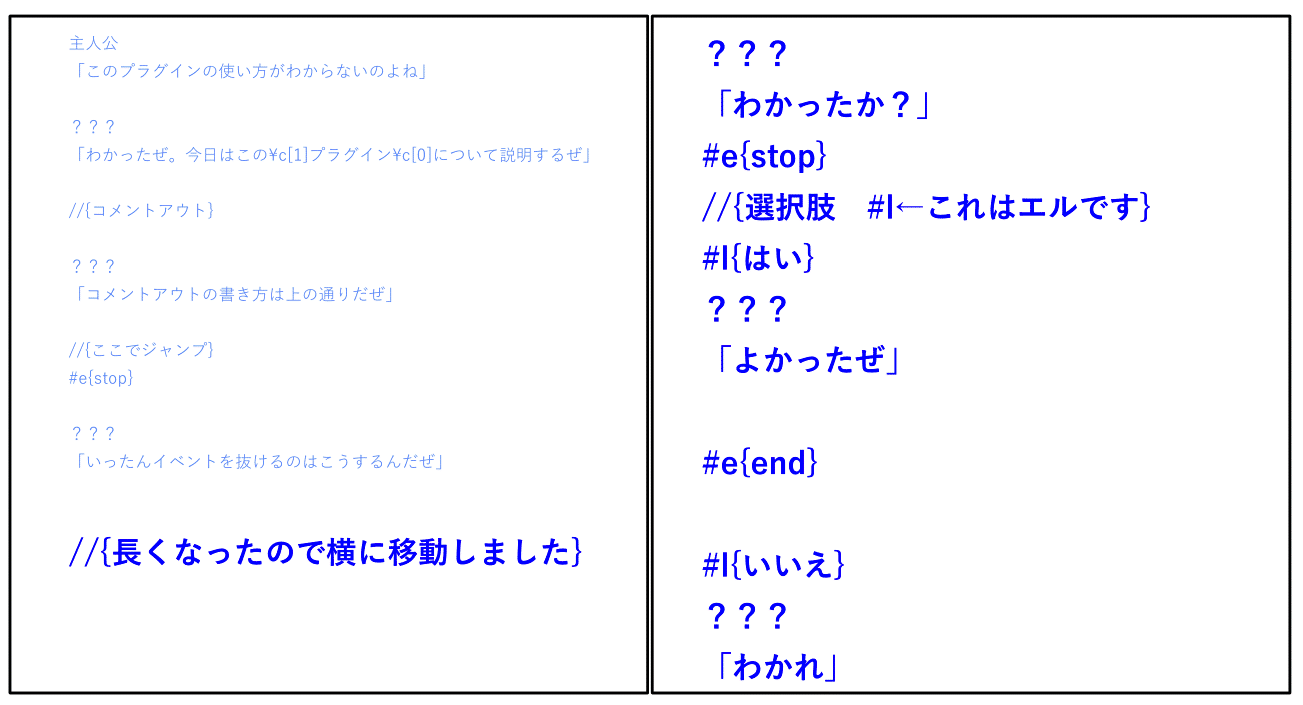 主人公
「このプラグインの使い方がわからないのよね」
？？？
「わかったぜ。今日はこの¥c[1]プラグイン¥c[0]について説明するぜ」
//{コメントアウト}
？？？
「コメントアウトの書き方は上の通りだぜ」
//{ここでジャンプ}
#e{stop}
？？？
「いったんイベントを抜けるのはこうするんだぜ」
//{長くなったので横に移動しました}
？？？
「わかったか？」
#e{stop}
//{選択肢　#l←これはエルです}
#l{はい}
？？？
「よかったぜ」
#e{end}
#l{いいえ}
？？？
「わかれ」